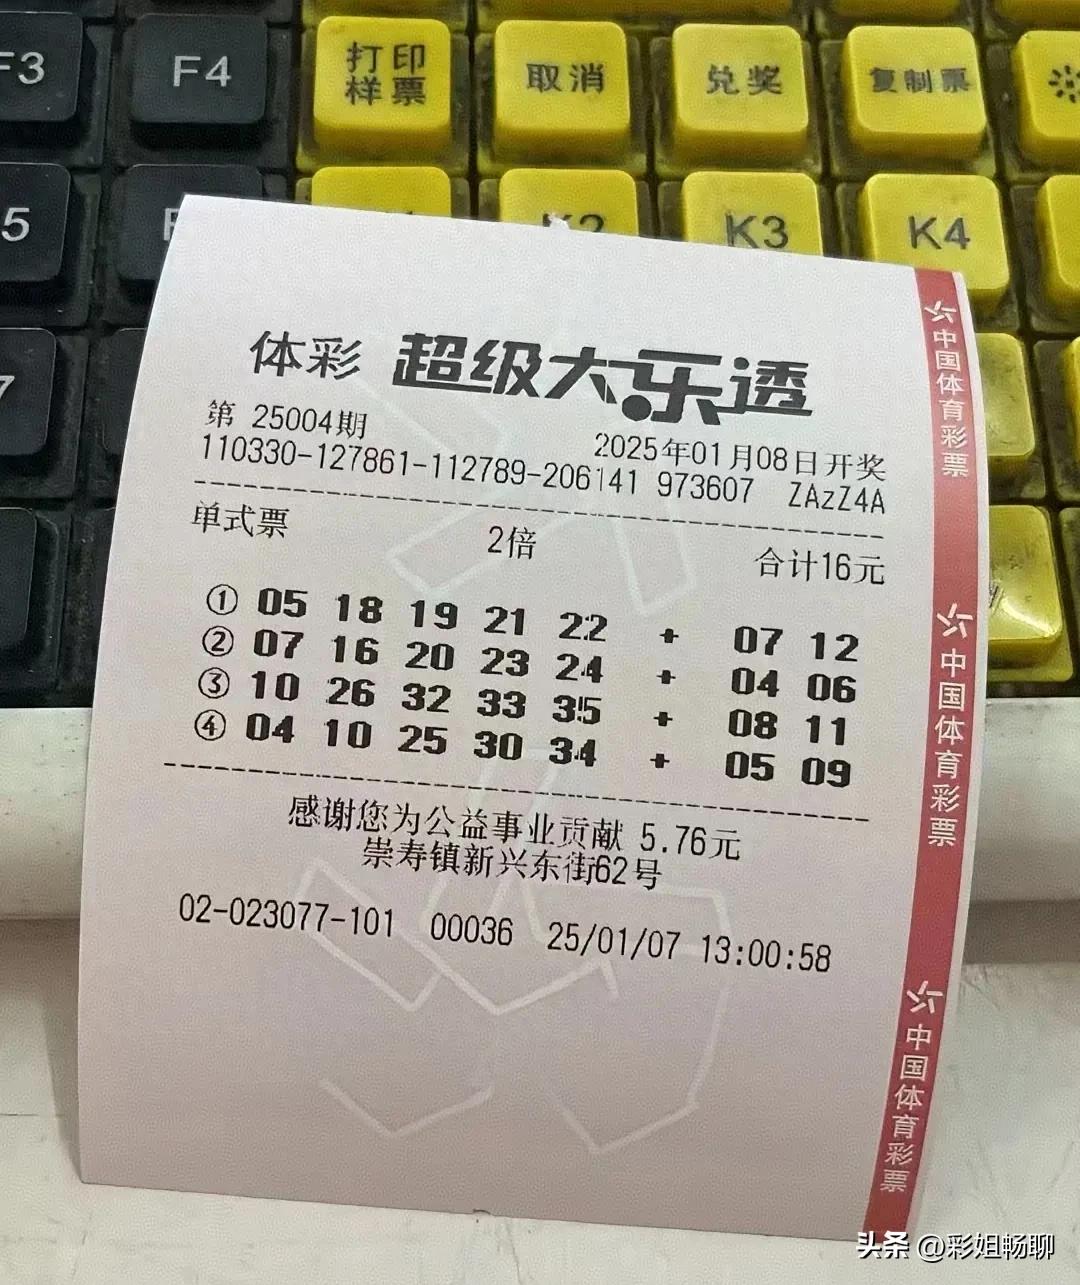 F3
F4
打印
样票
取消
兑奖
复制票
5
K2
K3
K4
7
体彩 超级大乐透
第 25004期
2025年01月08日开奖
110330-127861-112789-206141 973607 ZAzZ4A
单式票 2倍 合计16元
① 05 18 19 21 22 + 07 12
② 07 16 20 23 24 + 04 06
③ 10 26 32 33 35 + 08 11
④ 04 10 25 30 34 + 05 09
感谢您为公益事业贡献 5.76元
崇寿镇新兴东街62号
02-023077-101 00036 25/01/07 13:00:58
中国体育彩票
中国体育彩票
中国体育彩票
头条 @彩姐畅聊